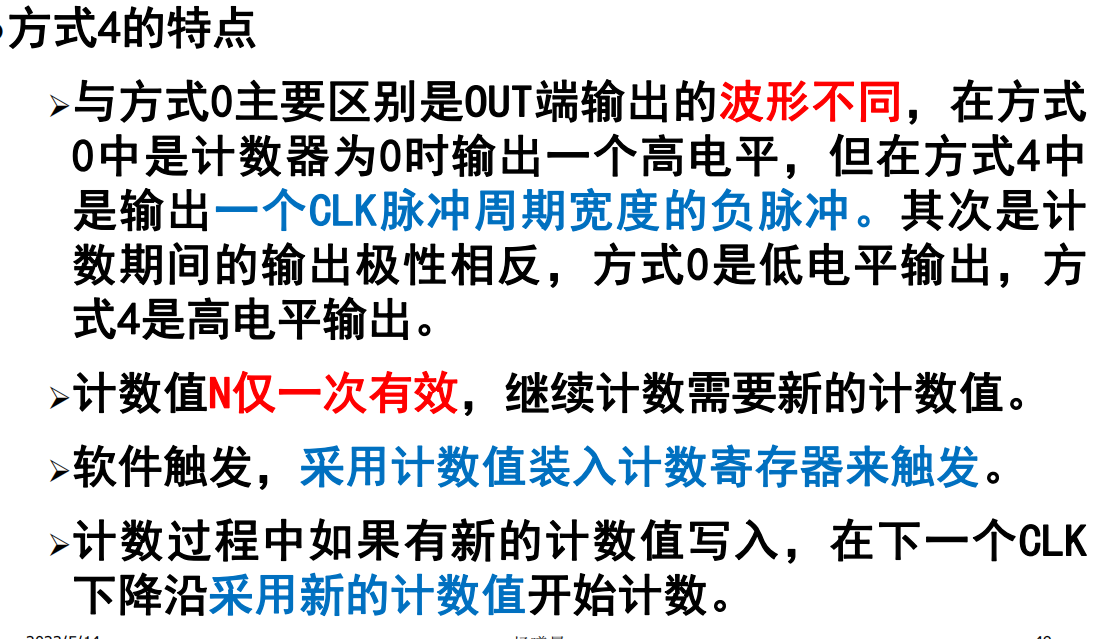 方式4的特点
与方式0主要区别是OUT端输出的波形不同，在方式
0中是计数器为0时输出一个高电平，但在方式4中
是输出一个CLK脉冲周期宽度的负脉冲。其次是计
数期间的输出极性相反，方式0是低电平输出，方
式4是高电平输出。
计数值N仅一次有效，继续计数需要新的计数值。
软件触发，采用计数值装入计数寄存器来触发。
计数过程中如果有新的计数值写入，在下一个CLK
下降沿采用新的计数值开始计数。